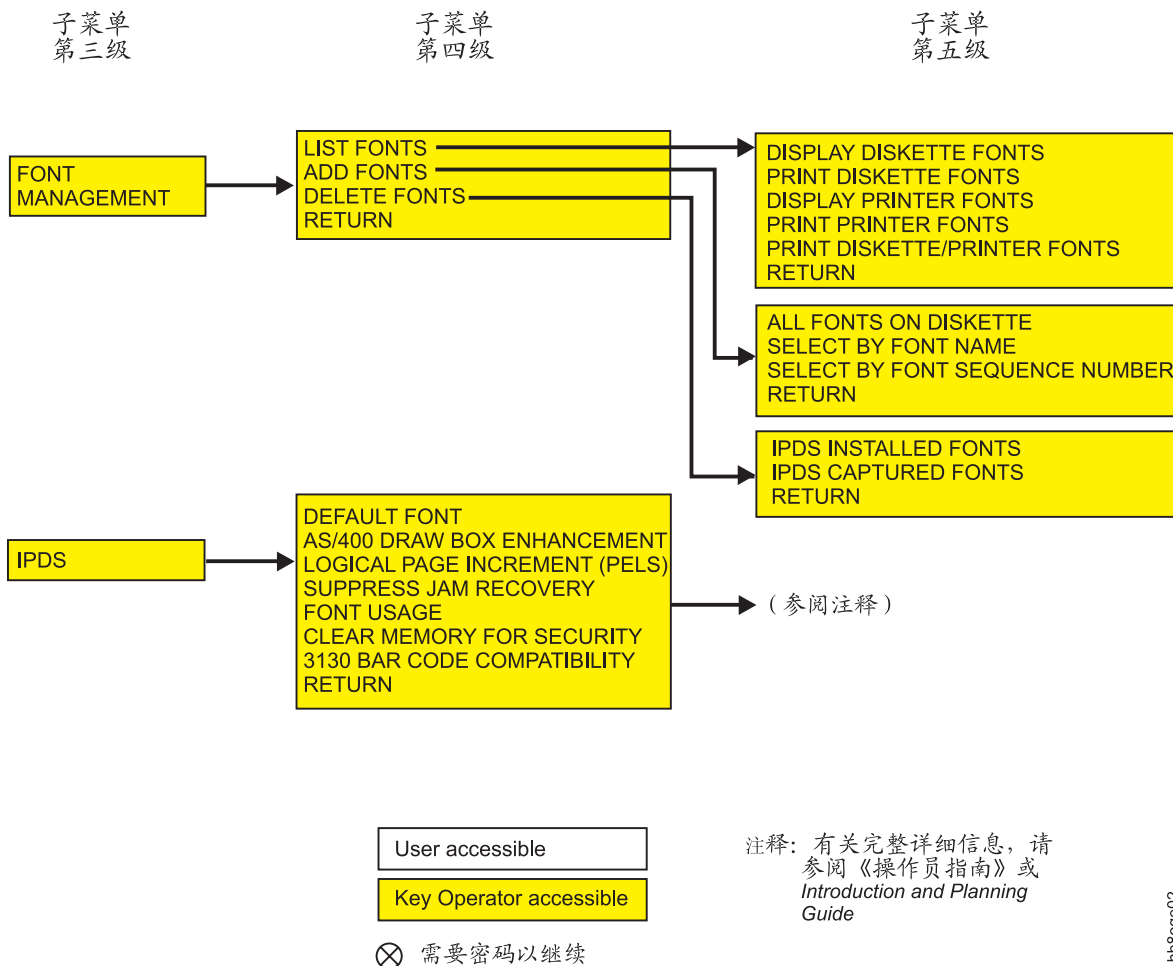 子菜单
第三级
子菜单
第四级
子菜单
第五级
FONT
MANAGEMENT
LIST FONTS
ADD FONTS
DELETE FONTS
RETURN
DISPLAY DISKETTE FONTS
PRINT DISKETTE FONTS
DISPLAY PRINTER FONTS
PRINT PRINTER FONTS
PRINT DISKETTE/PRINTER FONTS
RETURN
ALL FONTS ON DISKETTE
SELECT BY FONT NAME
SELECT BY FONT SEQUENCE NUMBER
RETURN
IPDS INSTALLED FONTS
IPDS CAPTURED FONTS
RETURN
IPDS
DEFAULT FONT
AS/400 DRAW BOX ENHANCEMENT
LOGICAL PAGE INCREMENT (PELS)
SUPPRESS JAM RECOVERY
FONT USAGE
CLEAR MEMORY FOR SECURITY
3130 BAR CODE COMPATIBILITY
RETURN
（参阅注释）
User accessible
Key Operator accessible
需要密码以继续
注释：有关完整详细信息，请
参阅《操作员指南》或
Introduction and Planning
Guide